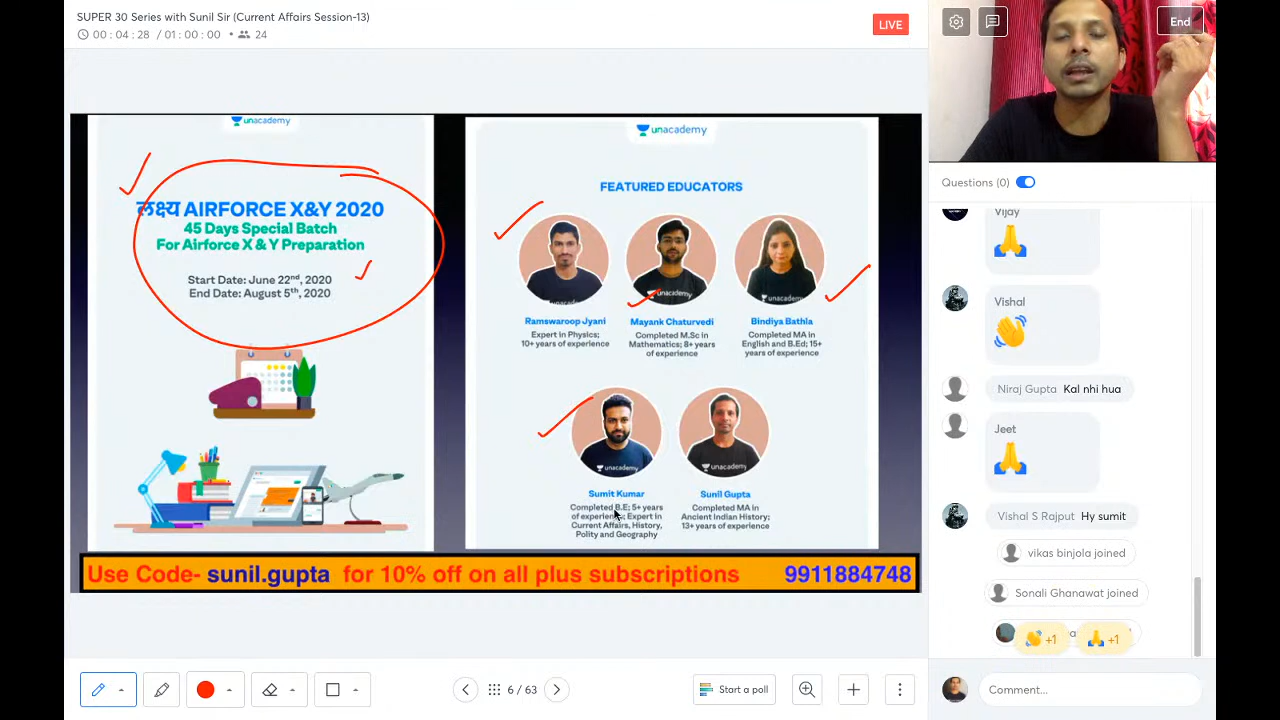 SUPER 30 Series with Sunil Sir (Current Affairs Session-13)
00 : 04 : 28 / 01 : 00 : 00 • 24
LIVE
End
unacademy
लक्ष्य AIRFORCE X&Y 2020
45 Days Special Batch
For Airforce X & Y Preparation
Start Date: June 22nd, 2020
End Date: August 5th, 2020
unacademy
FEATURED EDUCATORS
unacademy
unacademy
unacademy
Ramswaroop Jyani
Expert in Physics;
10+ years of experience
Mayank Chaturvedi
Completed M.Sc in
Mathematics; 8+ years
of experience
Bindiya Bathla
Completed MA in
English and B.Ed; 15+
years of experience
unacademy
unacademy
Sumit Kumar
Completed B.E; 5+ years
of experience; Expert in
Current Affairs, History,
Polity and Geography
Sunil Gupta
Completed MA in
Ancient Indian History;
13+ years of experience
Use Code- sunil.gupta for 10% off on all plus subscriptions 9911884748
Questions (0)
Vijay
Vishal
Niraj Gupta Kal nhi hua
Jeet
Vishal S Rajput Hy sumit
vikas binjola joined
Sonali Ghanawat joined
+1 +1
6 / 63
Start a poll
Comment...